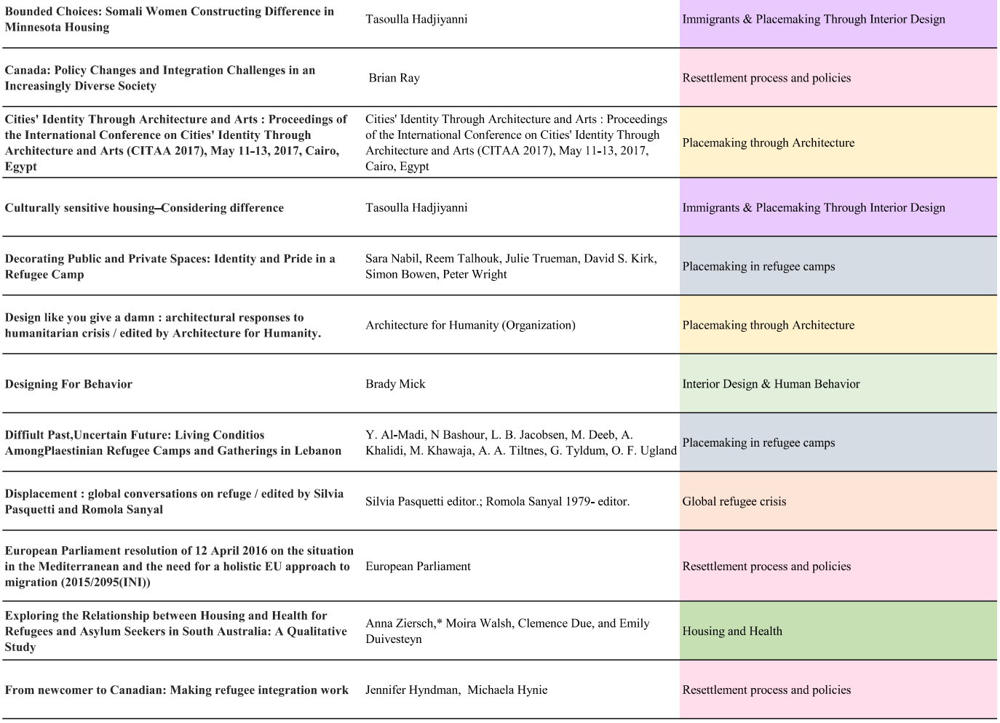 Bounded Choices: Somali Women Constructing Difference in
Minnesota Housing
Tasoulla Hadjiyanni
Immigrants & Placemaking Through Interior Design
Canada: Policy Changes and Integration Challenges in an
Increasingly Diverse Society
Brian Ray
Resettlement process and policies
Cities' Identity Through Architecture and Arts : Proceedings of
the International Conference on Cities' Identity Through
Architecture and Arts (CITAA 2017), May 11-13, 2017, Cairo,
Egypt
Cities' Identity Through Architecture and Arts : Proceedings
of the International Conference on Cities' Identity Through
Architecture and Arts (CITAA 2017), May 11-13, 2017,
Cairo, Egypt
Placemaking through Architecture
Culturally sensitive housing—Considering difference
Tasoulla Hadjiyanni
Immigrants & Placemaking Through Interior Design
Decorating Public and Private Spaces: Identity and Pride in a
Refugee Camp
Sara Nabil, Reem Talhouk, Julie Trueman, David S. Kirk,
Simon Bowen, Peter Wright
Placemaking in refugee camps
Design like you give a damn : architectural responses to
humanitarian crisis / edited by Architecture for Humanity.
Architecture for Humanity (Organization)
Placemaking through Architecture
Designing For Behavior
Brady Mick
Interior Design & Human Behavior
Diffiult Past,Uncertain Future: Living Conditios
AmongPlaestinian Refugee Camps and Gatherings in Lebanon
Y. Al-Madi, N Bashour, L. B. Jacobsen, M. Deeb, A.
Khalidi, M. Khawaja, A. A. Tiltnes, G. Tyldum, O. F. Ugland
Placemaking in refugee camps
Displacement : global conversations on refuge / edited by Silvia
Pasquetti and Romola Sanyal
Silvia Pasquetti editor.; Romola Sanyal 1979- editor.
Global refugee crisis
European Parliament resolution of 12 April 2016 on the situation
in the Mediterranean and the need for a holistic EU approach to
migration (2015/2095(INI))
European Parliament
Resettlement process and policies
Exploring the Relationship between Housing and Health for
Refugees and Asylum Seekers in South Australia: A Qualitative
Study
Anna Ziersch,* Moira Walsh, Clemence Due, and Emily
Duivesteyn
Housing and Health
From newcomer to Canadian: Making refugee integration work
Jennifer Hyndman,  Michaela Hynie
Resettlement process and policies